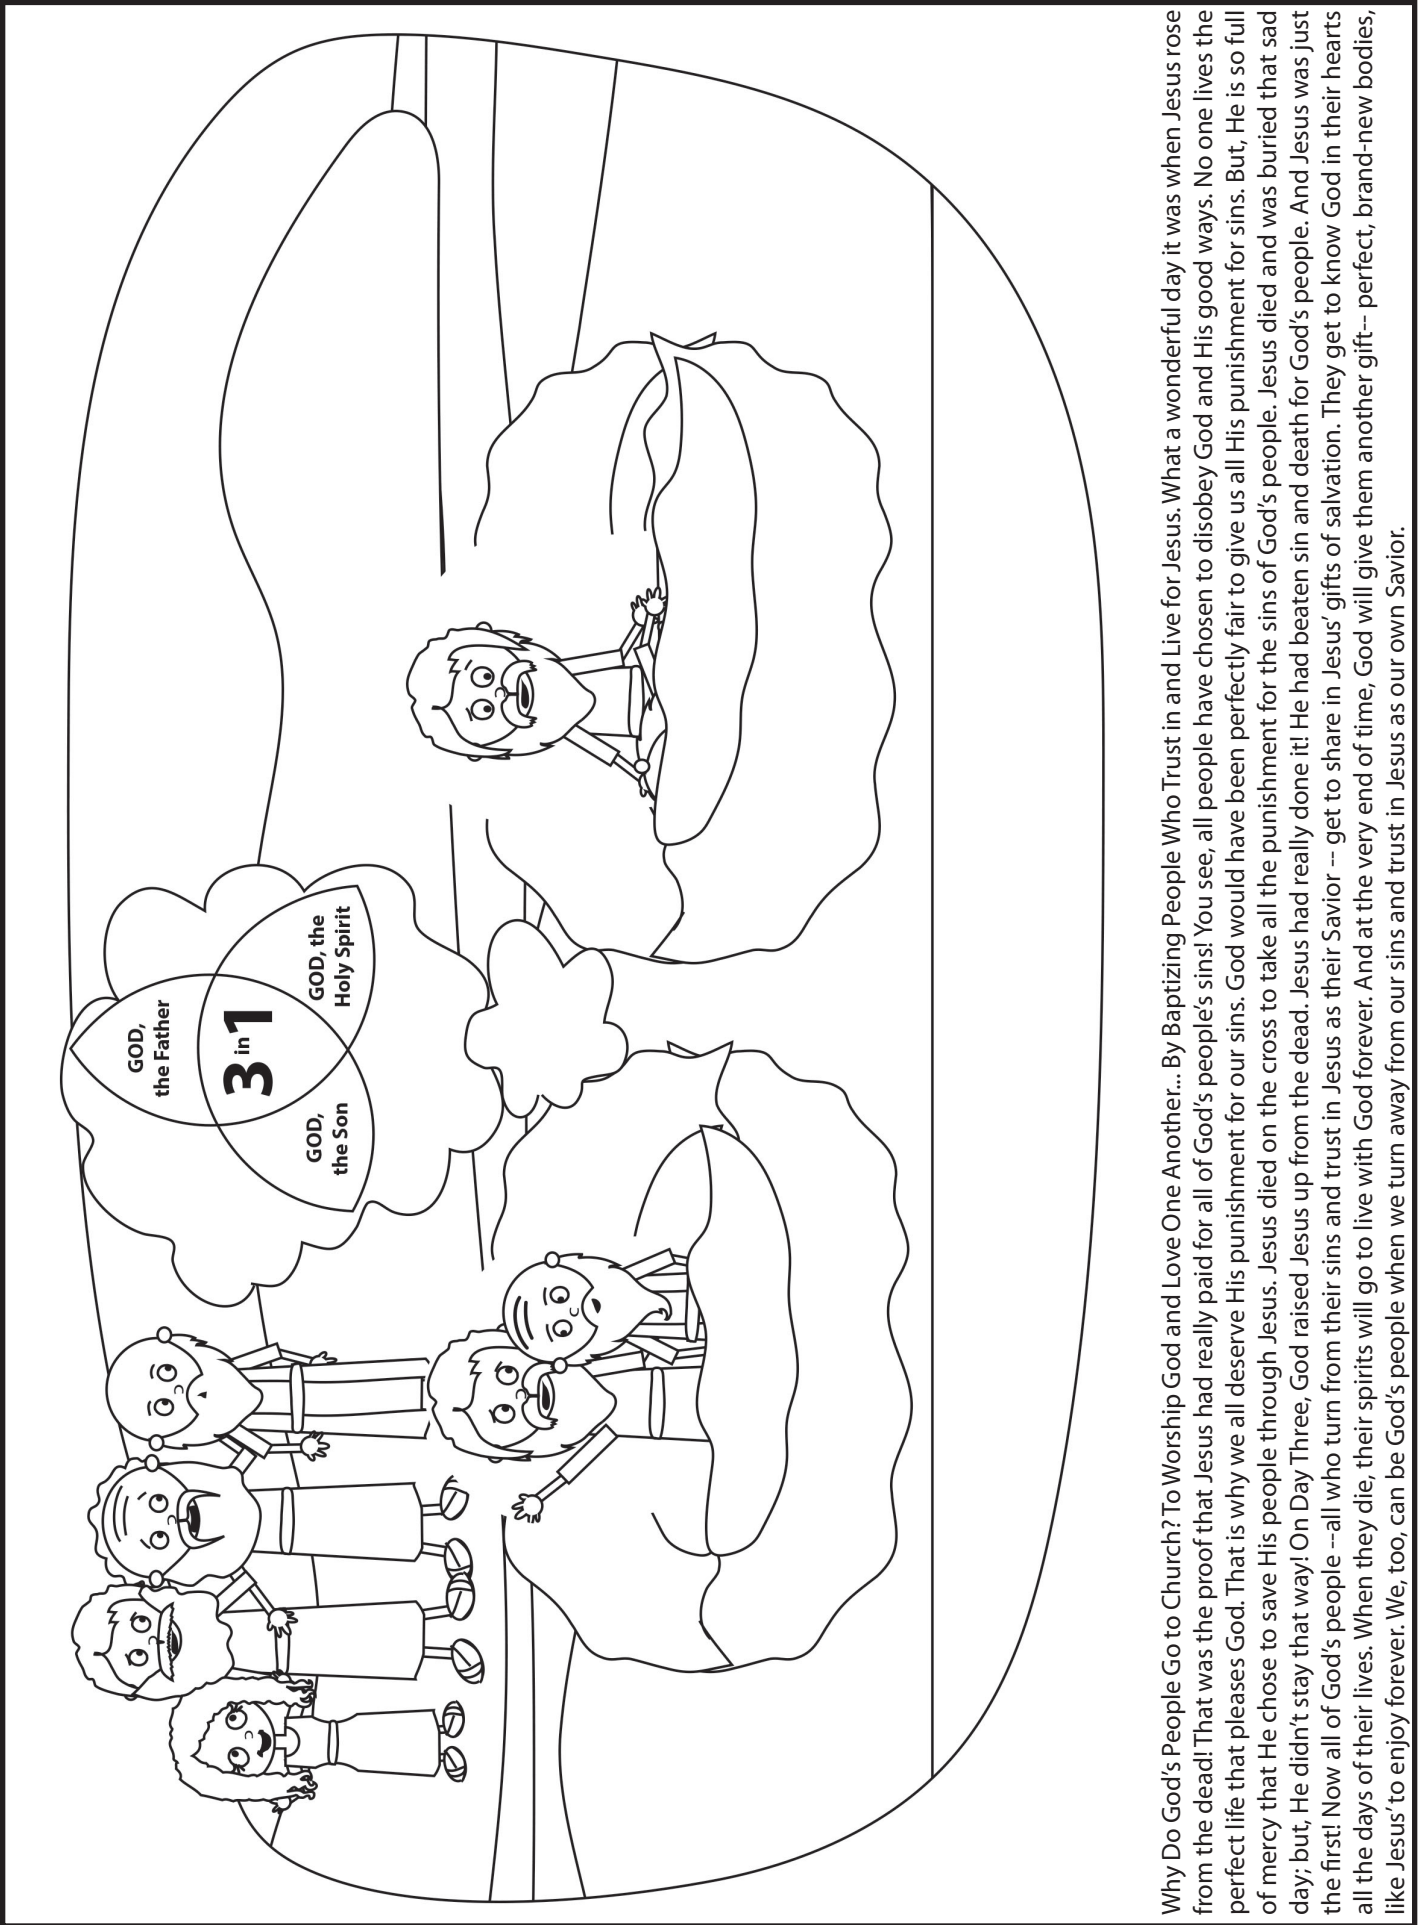 GOD,
the Father
3 in 1
GOD,
the Son
GOD, the
Holy Spirit
Why Do God's People Go to Church? To Worship God and Love One Another... By Baptizing People Who Trust in and Live for Jesus. What a wonderful day it was when Jesus rose
from the dead! That was the proof that Jesus had really paid for all of God's people's sins! You see, all people have chosen to disobey God and His good ways. No one lives the
perfect life that pleases God. That is why we all deserve His punishment for our sins. God would have been perfectly fair to give us all His punishment for sins. But, He is so full
of mercy that He chose to save His people through Jesus. Jesus died on the cross to take all the punishment for the sins of God's people. Jesus died and was buried that sad
day; but, He didn't stay that way! On Day Three, God raised Jesus up from the dead. Jesus had really done it! He had beaten sin and death for God's people. And Jesus was just
the first! Now all of God's people --all who turn from their sins and trust in Jesus as their Savior -- get to share in Jesus' gifts of salvation. They get to know God in their hearts
all the days of their lives. When they die, their spirits will go to live with God forever. And at the very end of time, God will give them another gift-- perfect, brand-new bodies,
like Jesus' to enjoy forever. We, too, can be God's people when we turn away from our sins and trust in Jesus as our own Savior.